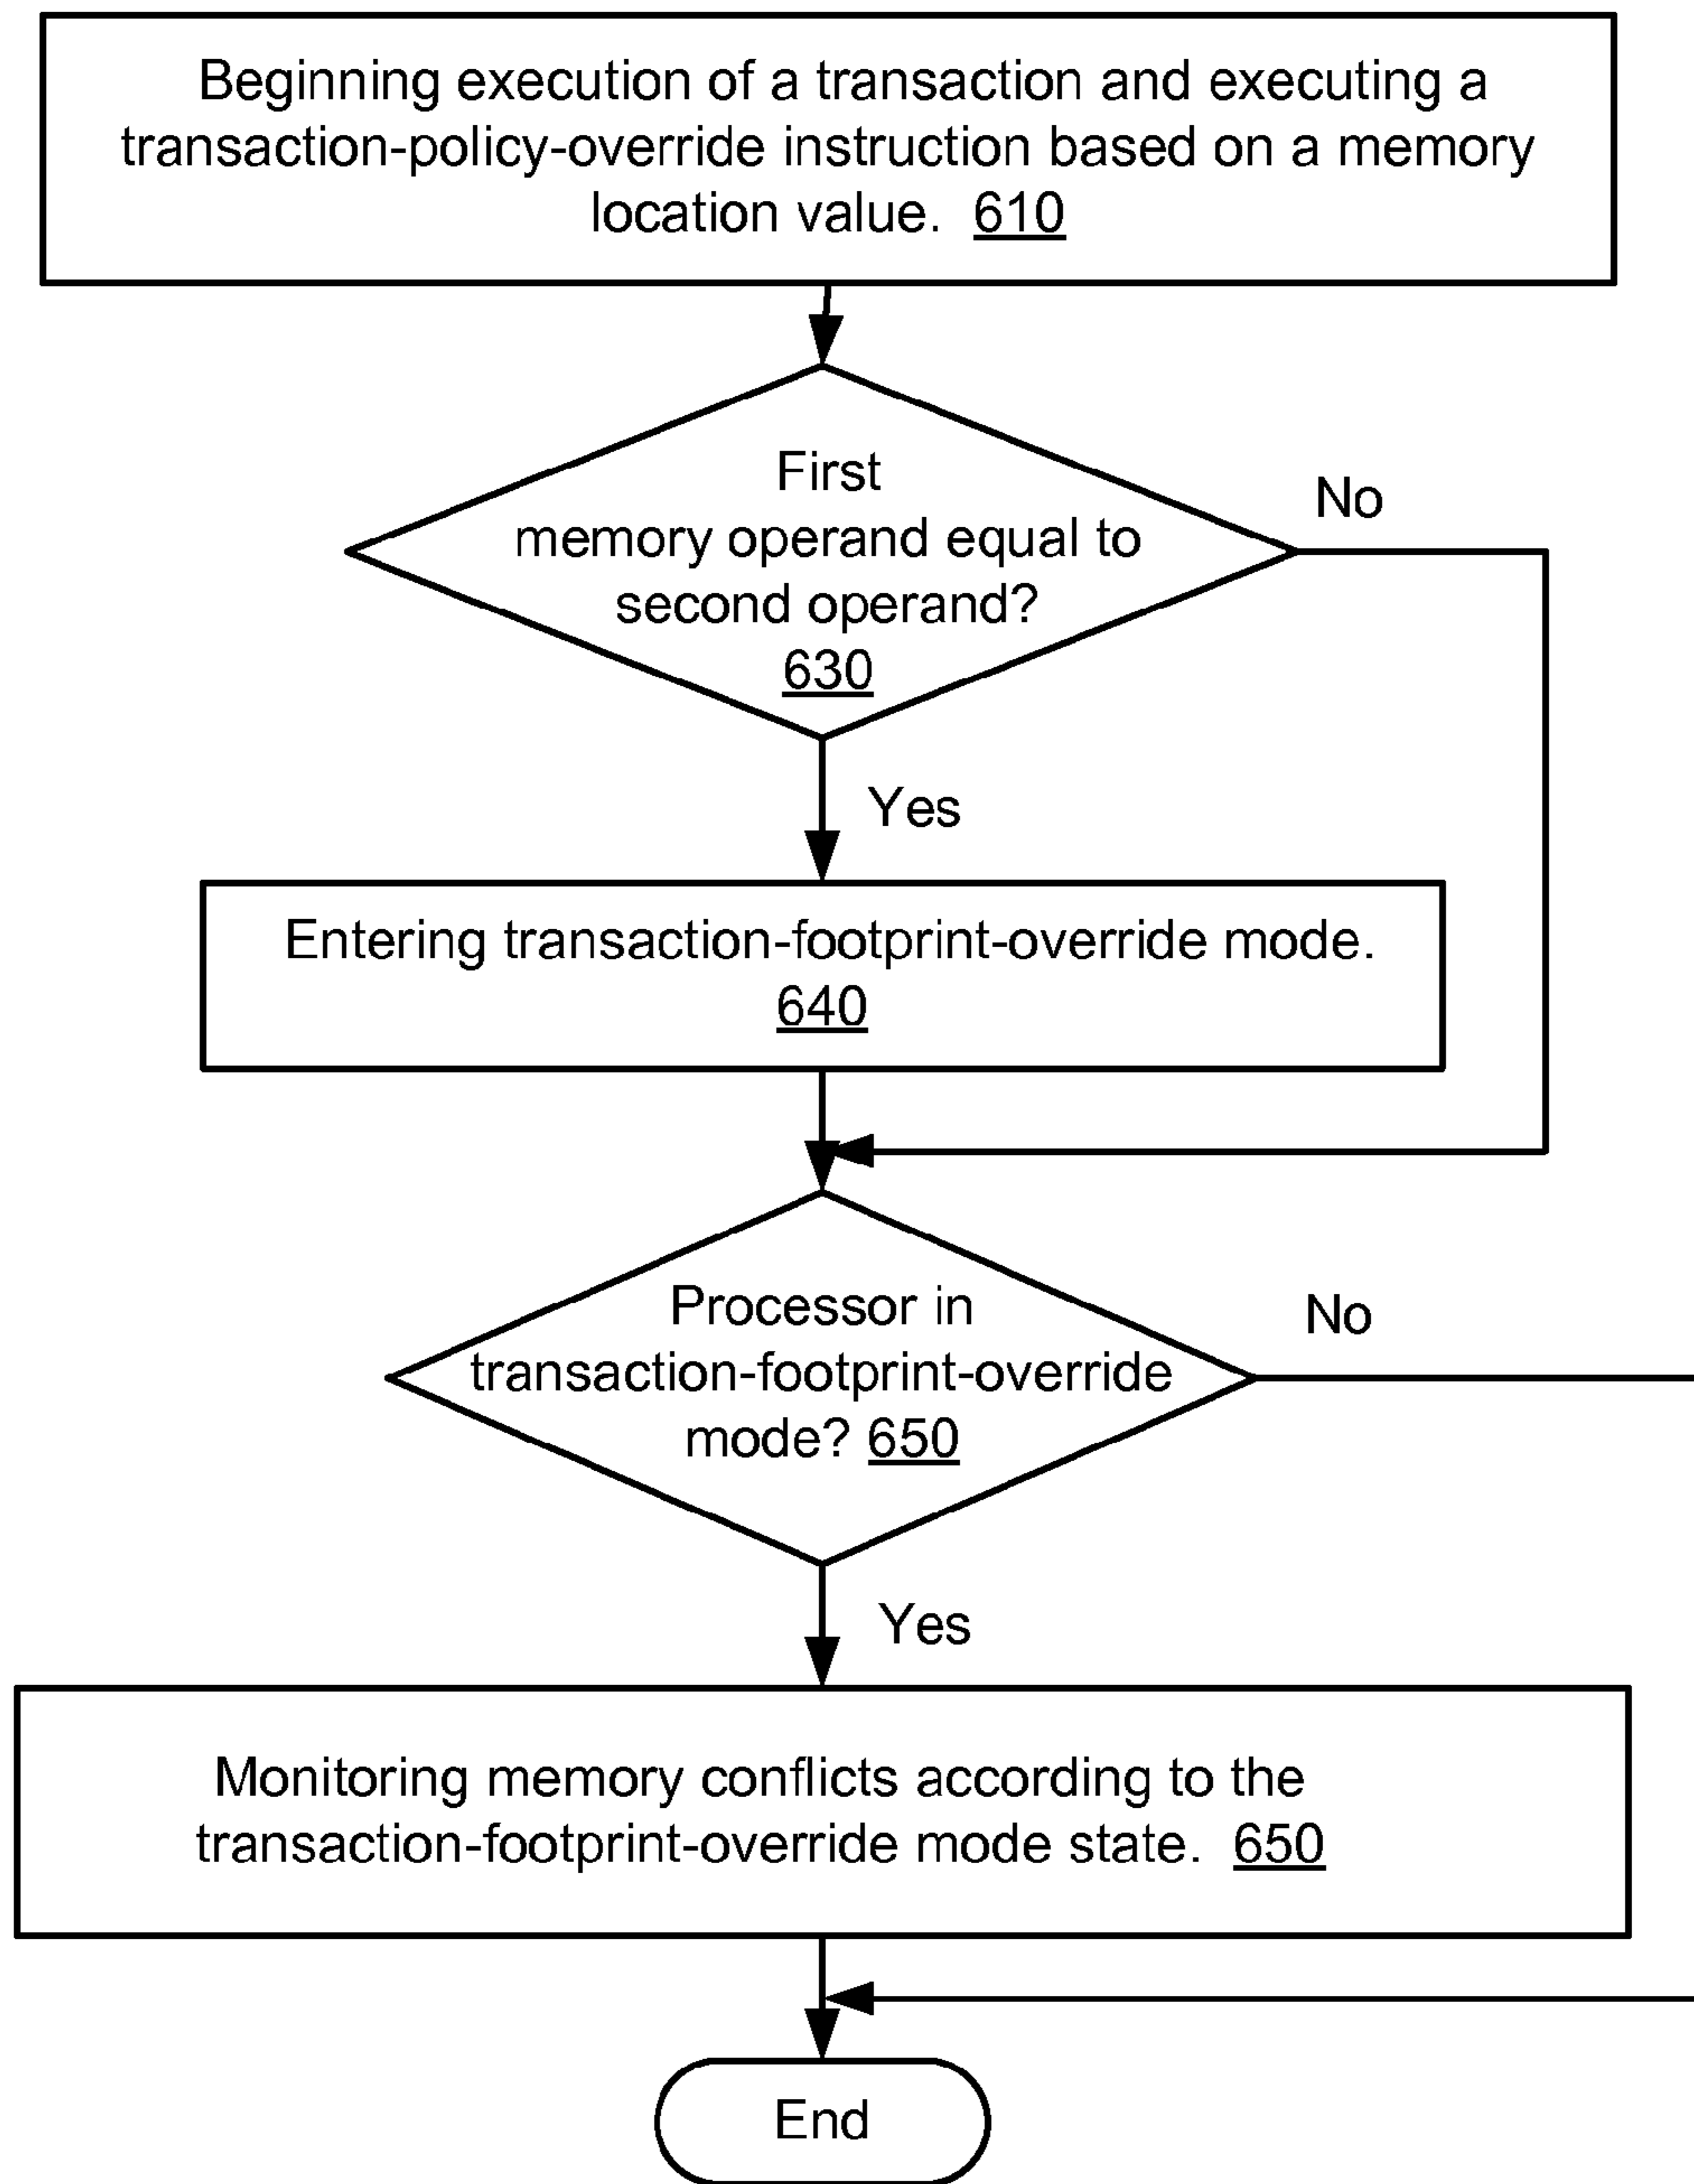 Beginning execution of a transaction and executing a
transaction-policy-override instruction based on a memory
location value. 610
First
memory operand equal to
second operand?
630
No
Yes
Entering transaction-footprint-override mode.
640
Processor in
transaction-footprint-override
mode? 650
No
Yes
Monitoring memory conflicts according to the
transaction-footprint-override mode state. 650
End